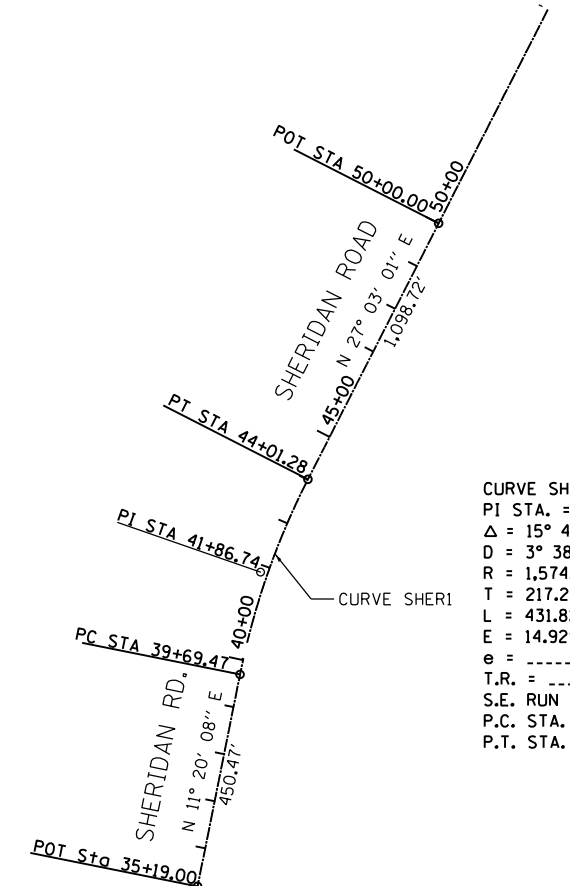 POT STA 50+00.00
50+00
SHERIDAN ROAD
N 27° 03' 01" E
1,098.72'
45+00
PT STA 44+01.28
PI STA 41+86.74
CURVE SHER1
40+00
PC STA 39+69.47
SHERIDAN RD.
N 11° 20' 08" E
450.47'
POT Sta 35+19.00
CURVE SH
PI STA. =
Δ = 15° 4
D = 3° 38
R = 1,574
T = 217.2
L = 431.8
E = 14.92
e = -----
T.R. = ---
S.E. RUN
P.C. STA.
P.T. STA.